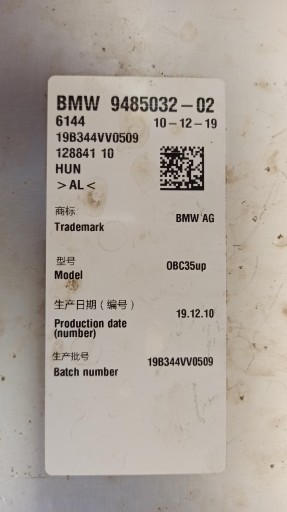 BMW 9485032-02
6144 10-12-19
19B344VV0509
128841 10
HUN
>AL<
商标
Trademark BMW AG
型号
Model OBC35up
生产日期（编号）
Production date 19.12.10
(number)
生产批号
Batch number 19B344VV0509